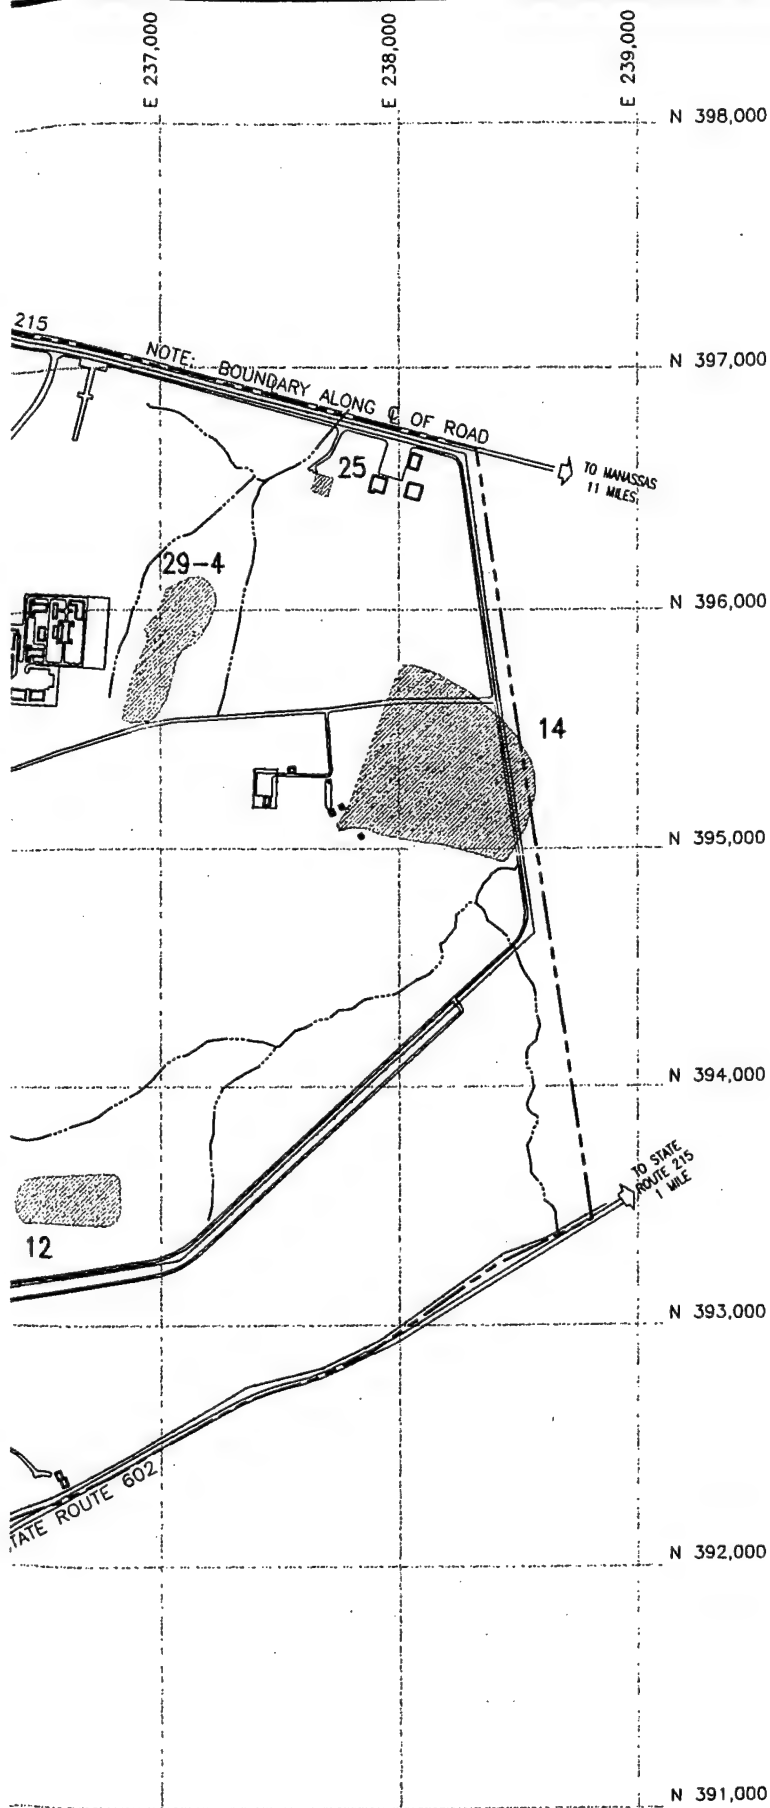 E 237,000
E 238,000
E 239,000
N 398,000
215
N 397,000
NOTE: BOUNDARY ALONG ℄ OF ROAD
TO MANASSAS
11 MILES
25
29-4
N 396,000
14
N 395,000
N 394,000
TO STATE
ROUTE 215
1 MILE
12
N 393,000
TATE ROUTE 602
N 392,000
N 391,000